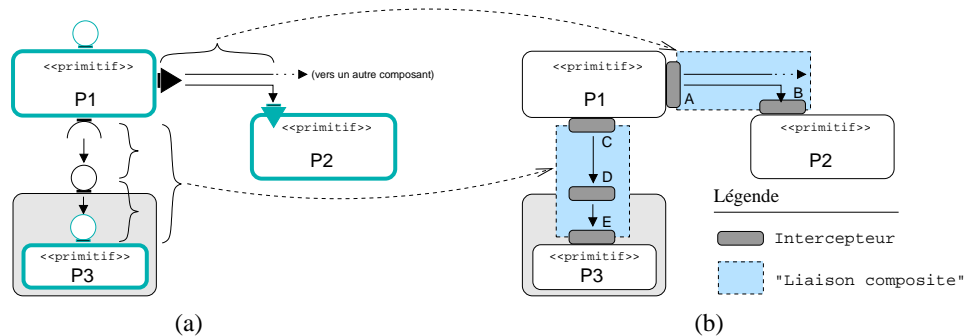 <<primitif>>
P1
(vers un autre composant)
<<primitif>>
P2
<<primitif>>
P3
(a)
<<primitif>>
P1
A
B
<<primitif>>
P2
C
D
E
<<primitif>>
P3
Légende
Intercepteur
"Liaison composite"
(b)